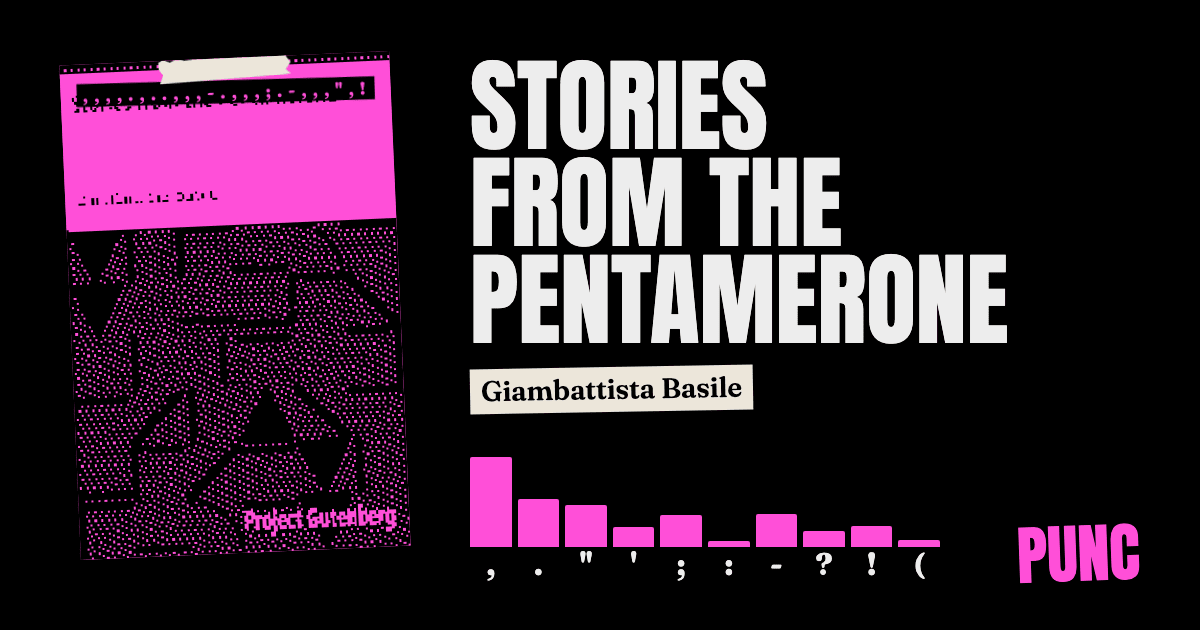 ,,,,.,.,,,-.,,,;.-,,,",!
Project Gutenberg
STORIES
FROM THE
PENTAMERONE
Giambattista Basile
, . " ' ; : - ? ! (
PUNC